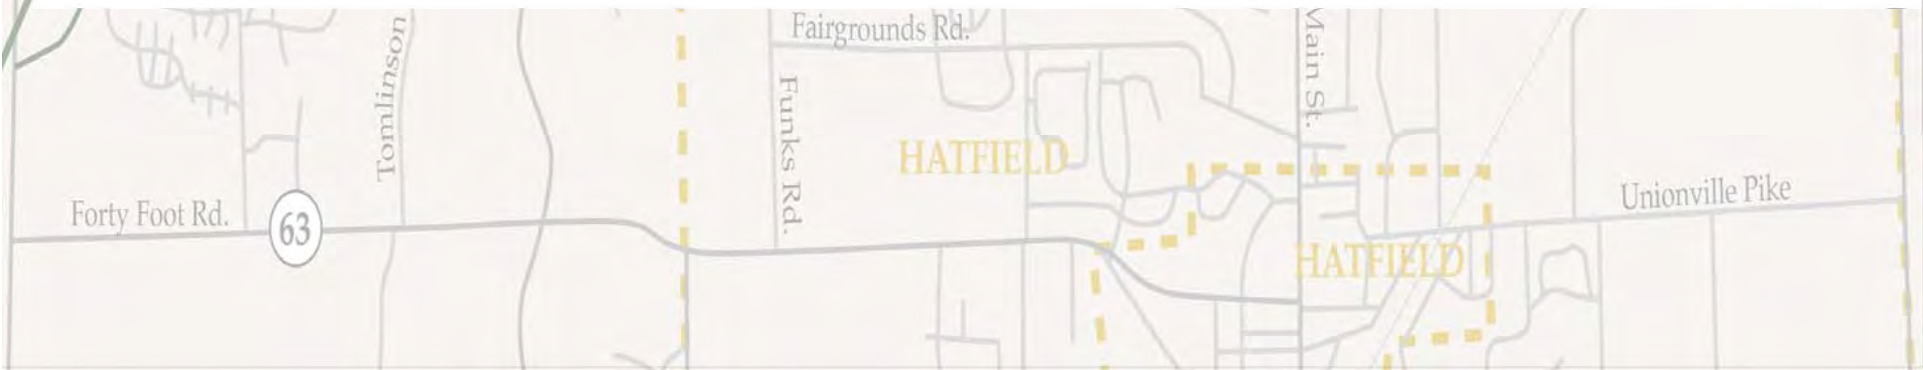 Tomlinson
Fairgrounds Rd.
Main St.
Funks Rd.
HATFIELD
Forty Foot Rd.
63
Unionville Pike
HATFIELD